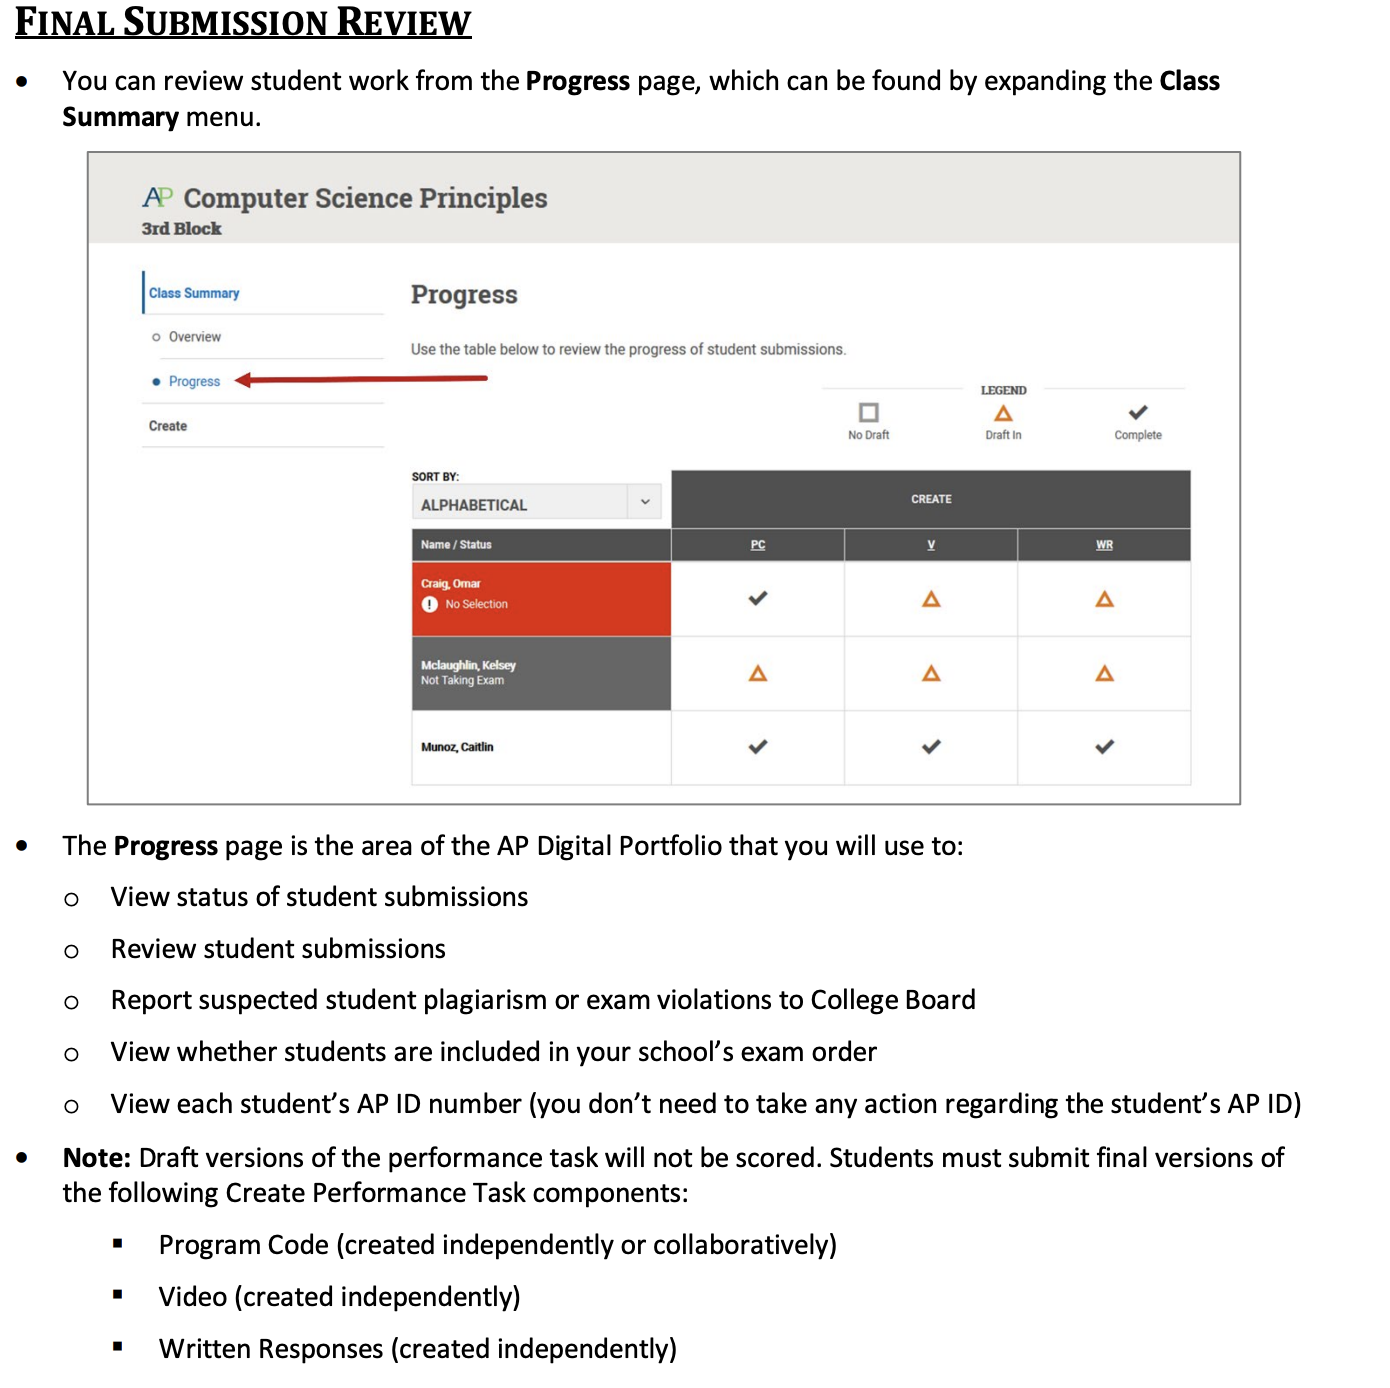 FINAL SUBMISSION REVIEW
• You can review student work from the Progress page, which can be found by expanding the Class
Summary menu.
AP Computer Science Principles
3rd Block
Class Summary
Overview
Progress
Create
Progress
Use the table below to review the progress of student submissions.
LEGEND
No Draft
Draft In
Complete
SORT BY:
ALPHABETICAL
CREATE
Name / Status
PC
V
WR
Craig, Omar
! No Selection
Mclaughlin, Kelsey
Not Taking Exam
Munoz, Caitlin
• The Progress page is the area of the AP Digital Portfolio that you will use to:
o View status of student submissions
o Review student submissions
o Report suspected student plagiarism or exam violations to College Board
o View whether students are included in your school’s exam order
o View each student’s AP ID number (you don’t need to take any action regarding the student’s AP ID)
• Note: Draft versions of the performance task will not be scored. Students must submit final versions of
the following Create Performance Task components:
▪ Program Code (created independently or collaboratively)
▪ Video (created independently)
▪ Written Responses (created independently)